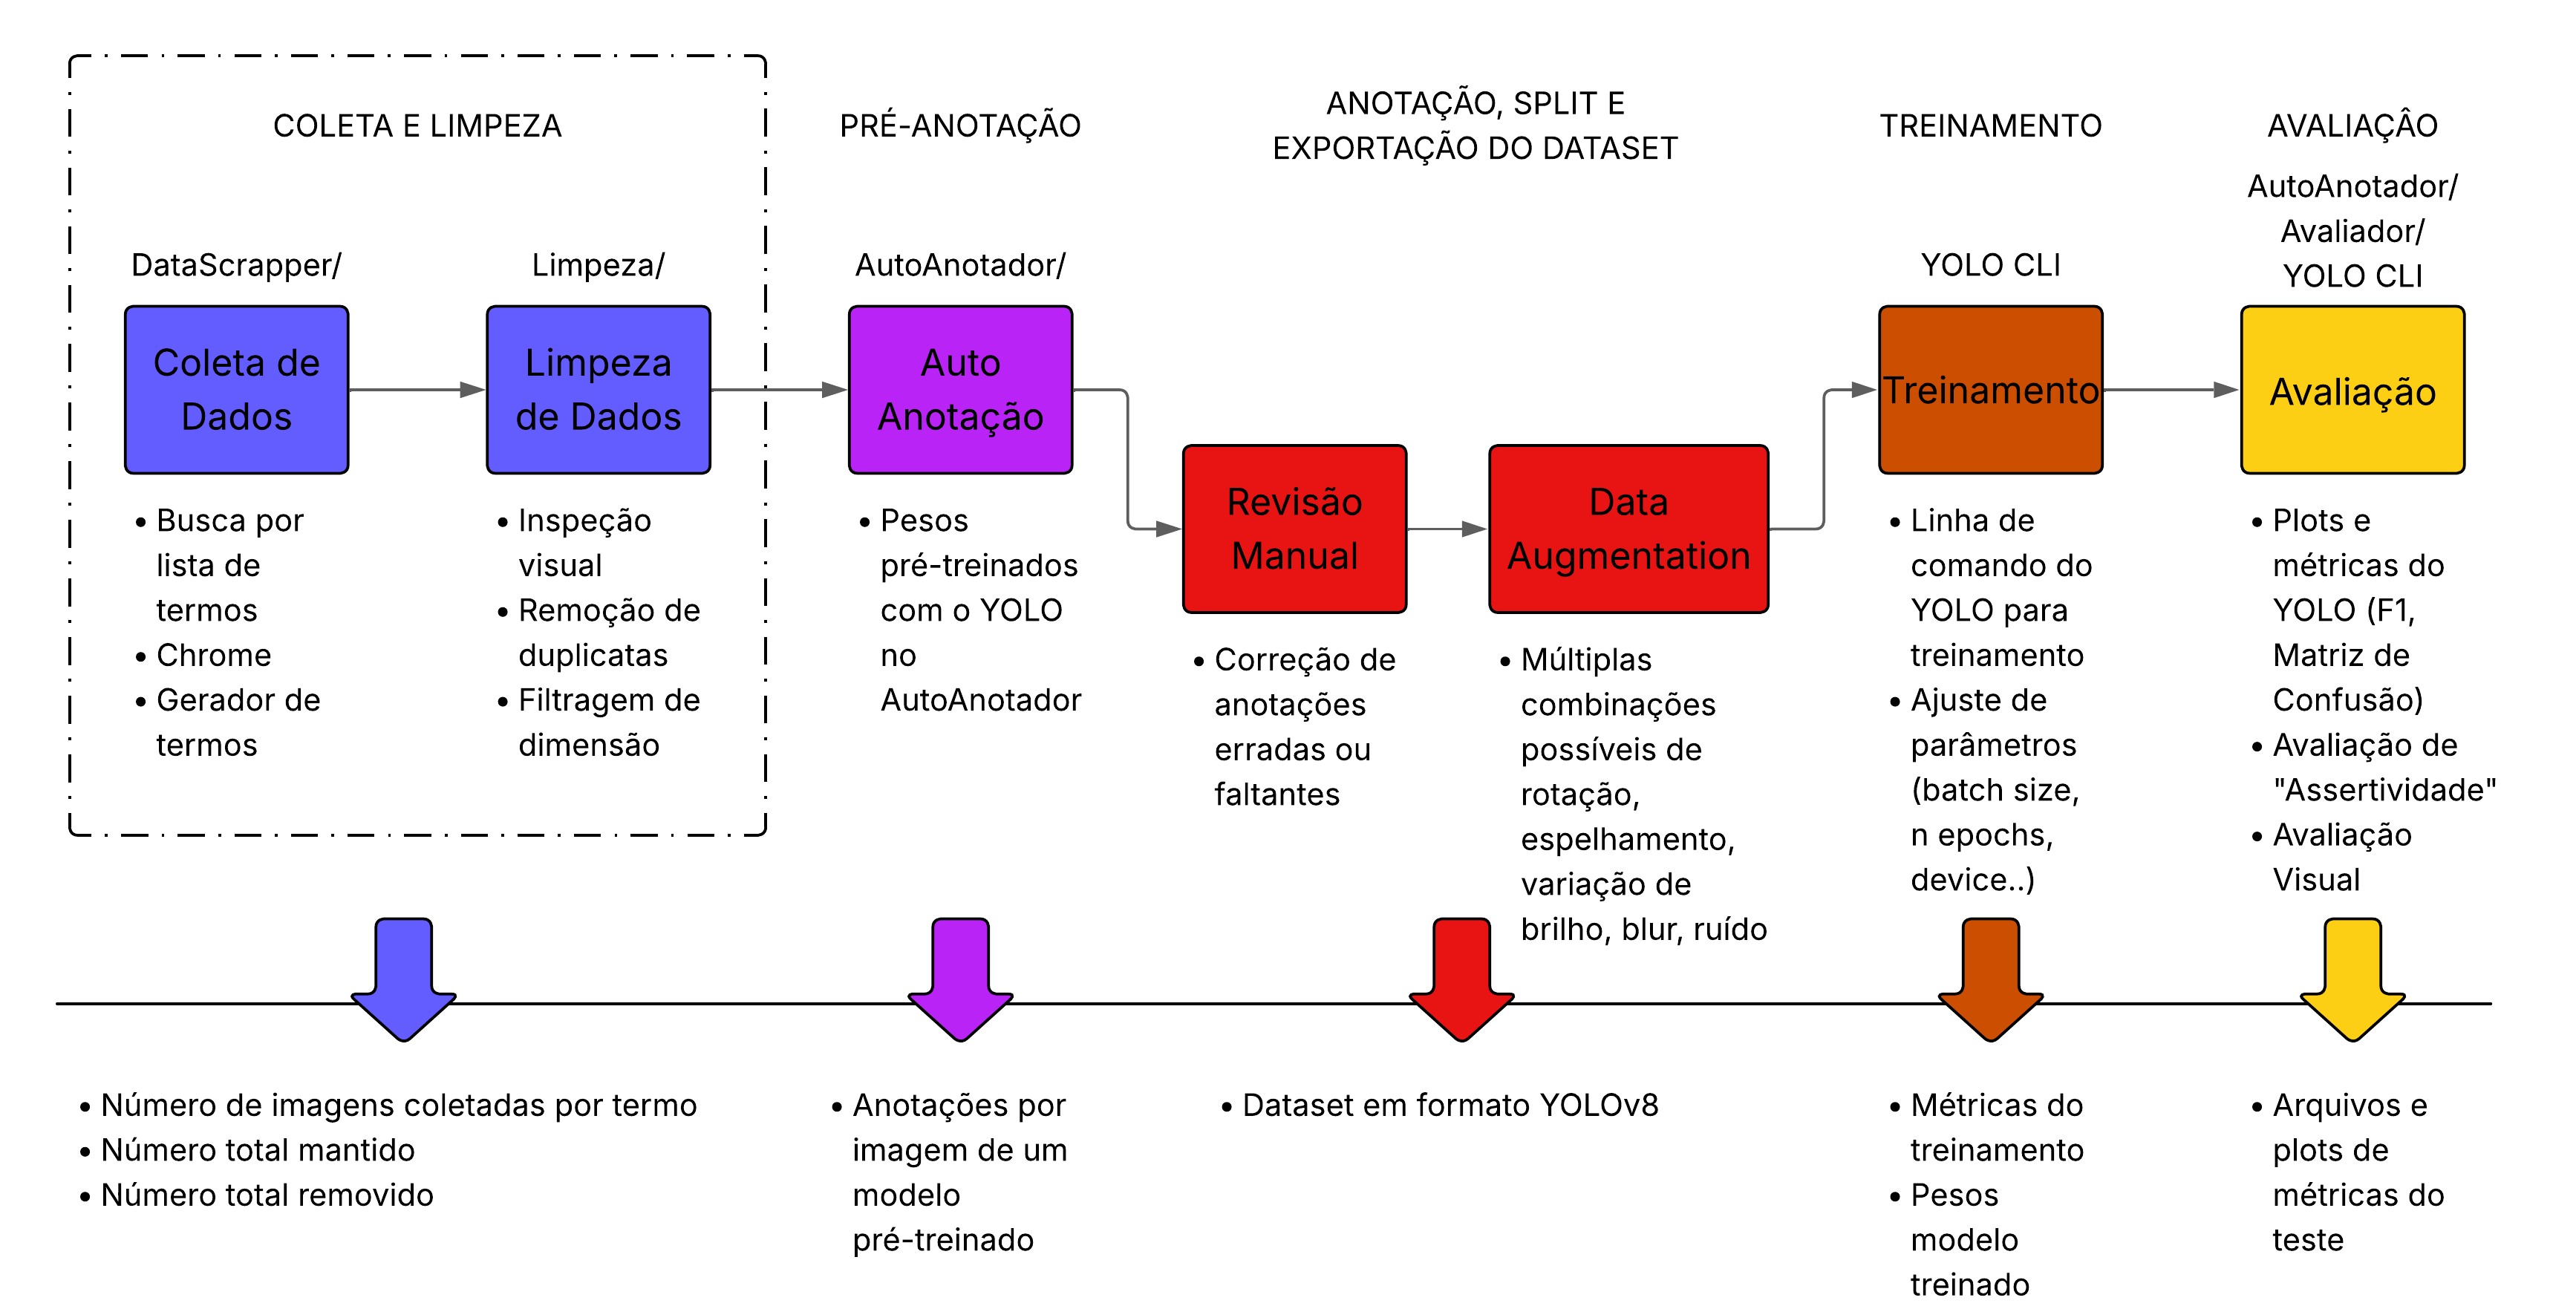 COLETA E LIMPEZA
DataScrapper/
Coleta de
Dados
• Busca por
lista de
termos
• Chrome
• Gerador de
termos
Limpeza/
Limpeza
de Dados
• Inspeção
visual
• Remoção de
duplicatas
• Filtragem de
dimensão
PRÉ-ANOTAÇÃO
AutoAnotador/
Auto
Anotação
• Pesos
pré-treinados
com o YOLO
no
AutoAnotador
ANOTAÇÃO, SPLIT E
EXPORTAÇÃO DO DATASET
Revisão
Manual
• Correção de
anotações
erradas ou
faltantes
Data
Augmentation
• Múltiplas
combinações
possíveis de
rotação,
espelhamento,
variação de
brilho, blur, ruído
TREINAMENTO
YOLO CLI
Treinamento
• Linha de
comando do
YOLO para
treinamento
• Ajuste de
parâmetros
(batch size,
n epochs,
device..)
AVALIAÇÂO
AutoAnotador/
Avaliador/
YOLO CLI
Avaliação
• Plots e
métricas do
YOLO (F1,
Matriz de
Confusão)
• Avaliação de
"Assertividade"
• Avaliação
Visual
• Número de imagens coletadas por termo
• Número total mantido
• Número total removido
• Anotações por
imagem de um
modelo
pré-treinado
• Dataset em formato YOLOv8
• Métricas do
treinamento
• Pesos
modelo
treinado
• Arquivos e
plots de
métricas do
teste